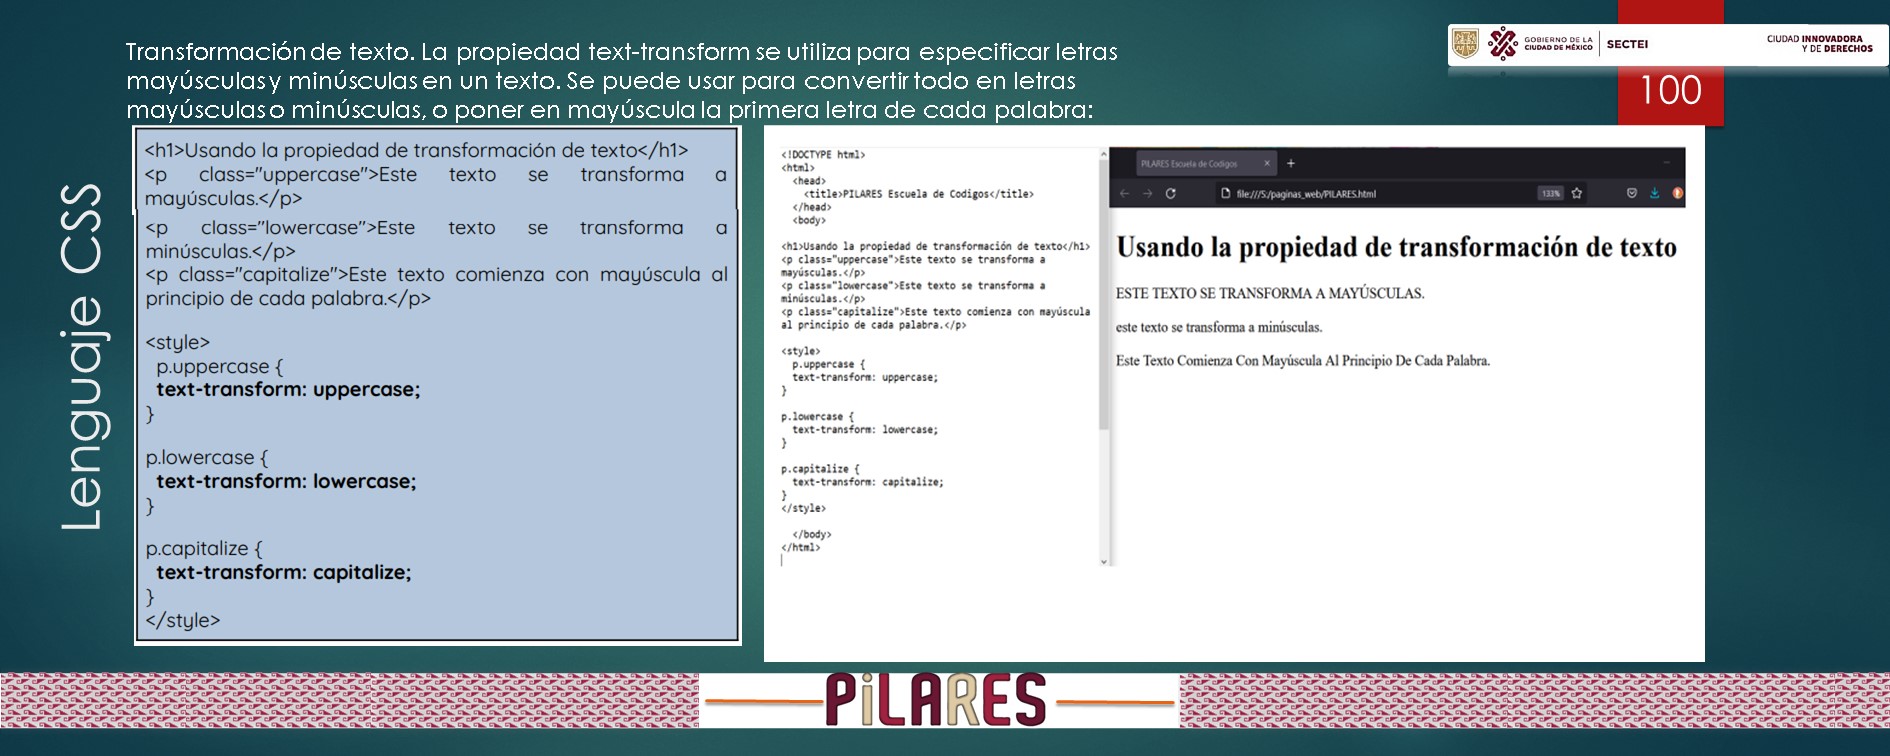 Transformación de texto. La propiedad text-transform se utiliza para especificar letras
mayúsculas y minúsculas en un texto. Se puede usar para convertir todo en letras
mayúsculas o minúsculas, o poner en mayúscula la primera letra de cada palabra:
GOBIERNO DE LA
CIUDAD DE MÉXICO
SECTEI
CIUDAD INNOVADORA
Y DE DERECHOS
100
Lenguaje CSS
<h1>Usando la propiedad de transformación de texto</h1>
<p class="uppercase">Este texto se transforma a
mayúsculas.</p>
<p class="lowercase">Este texto se transforma a
minúsculas.</p>
<p class="capitalize">Este texto comienza con mayúscula al
principio de cada palabra.</p>
<style>
p.uppercase {
text-transform: uppercase;
}
p.lowercase {
text-transform: lowercase;
}
p.capitalize {
text-transform: capitalize;
}
</style>
<!DOCTYPE html>
<html>
<head>
<title>PILARES Escuela de Codigos</title>
</head>
<body>
<h1>Usando la propiedad de transformación de texto</h1>
<p class="uppercase">Este texto se transforma a
mayúsculas.</p>
<p class="lowercase">Este texto se transforma a
minúsculas.</p>
<p class="capitalize">Este texto comienza con mayúscula
al principio de cada palabra.</p>
<style>
p.uppercase {
text-transform: uppercase;
}
p.lowercase {
text-transform: lowercase;
}
p.capitalize {
text-transform: capitalize;
}
</style>
</body>
</html>
PILARES Escuela de Codigos
file:///S:/paginas_web/PILARES.html
133%
Usando la propiedad de transformación de texto
ESTE TEXTO SE TRANSFORMA A MAYÚSCULAS.
este texto se transforma a minúsculas.
Este Texto Comienza Con Mayúscula Al Principio De Cada Palabra.
PiLARES